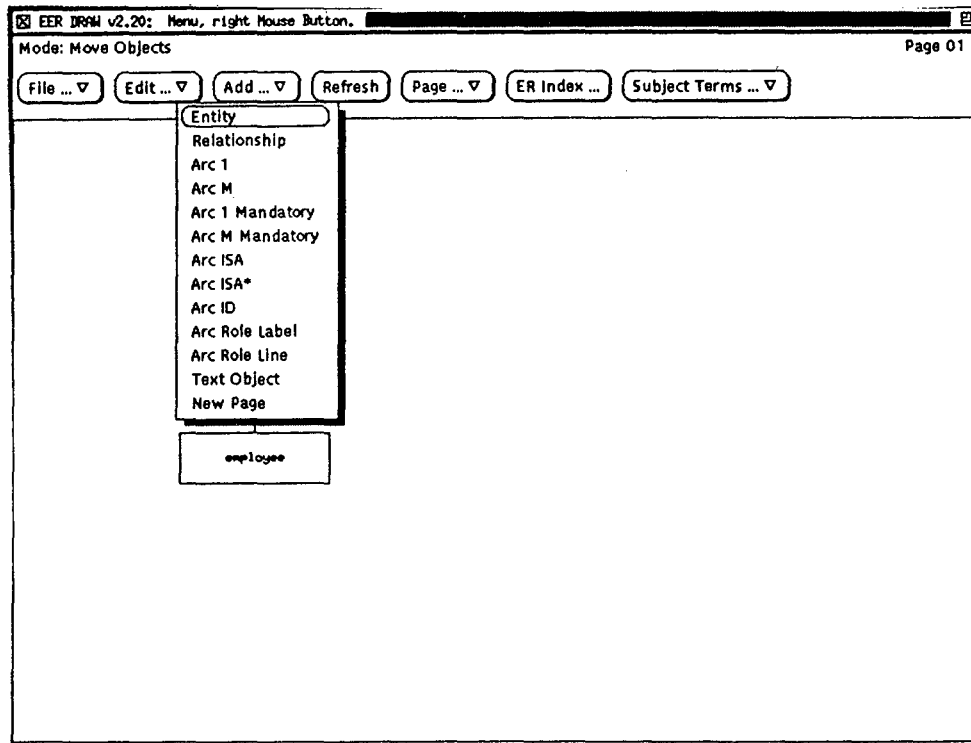 EER DRAW v2.20: Menu, right Mouse Button.
Mode: Move Objects Page 01
File ... ▽ Edit ... ▽ Add ... ▽ Refresh Page ... ▽ ER Index ... Subject Terms ... ▽
Entity
Relationship
Arc 1
Arc M
Arc 1 Mandatory
Arc M Mandatory
Arc ISA
Arc ISA*
Arc ID
Arc Role Label
Arc Role Line
Text Object
New Page
employee